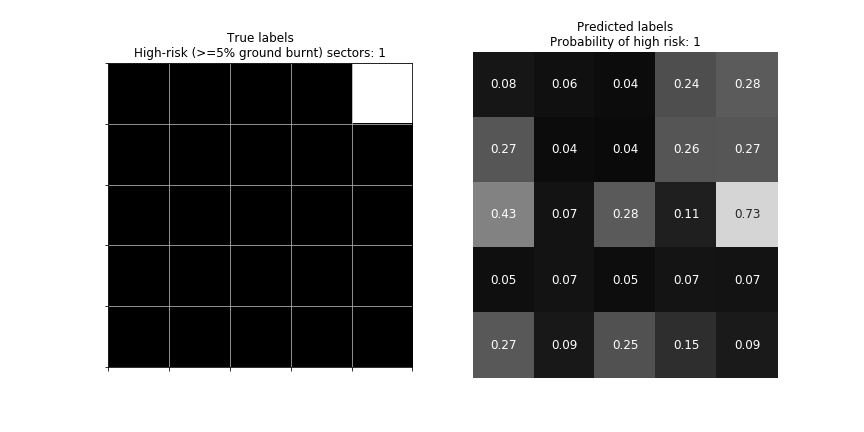 True labels
High-risk (>=5% ground burnt) sectors: 1
Predicted labels
Probability of high risk: 1
0.08 0.06 0.04 0.24 0.28
0.27 0.04 0.04 0.26 0.27
0.43 0.07 0.28 0.11 0.73
0.05 0.07 0.05 0.07 0.07
0.27 0.09 0.25 0.15 0.09